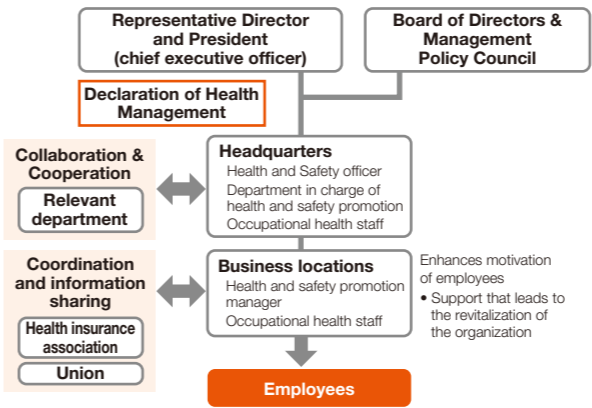 Representative Director
and President
(chief executive officer)
Board of Directors &
Management
Policy Council
Declaration of Health
Management
Collaboration &
Cooperation
Relevant
department
Headquarters
Health and Safety officer
Department in charge of
health and safety promotion
Occupational health staff
Coordination
and information
sharing
Health insurance
association
Union
Business locations
Health and safety promotion
manager
Occupational health staff
Enhances motivation
of employees
• Support that leads to
the revitalization of
the organization
Employees